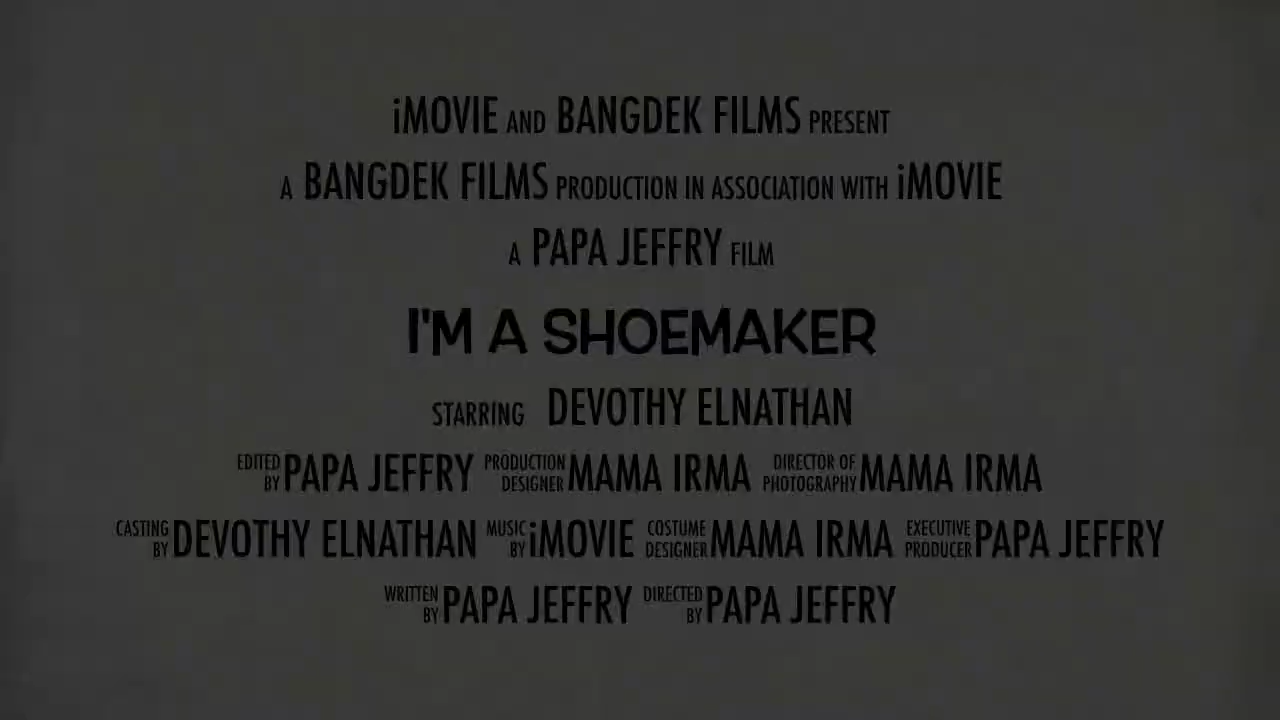 iMOVIE AND BANGDEK FILMS PRESENT
A BANGDEK FILMS PRODUCTION IN ASSOCIATION WITH iMOVIE
A PAPA JEFFRY FILM
I'M A SHOEMAKER
STARRING DEVOTHY ELNATHAN
EDITED BY PAPA JEFFRY PRODUCTION DESIGNER MAMA IRMA DIRECTOR OF PHOTOGRAPHY MAMA IRMA
CASTING BY DEVOTHY ELNATHAN MUSIC BY iMOVIE COSTUME DESIGNER MAMA IRMA EXECUTIVE PRODUCER PAPA JEFFRY
WRITTEN BY PAPA JEFFRY DIRECTED BY PAPA JEFFRY